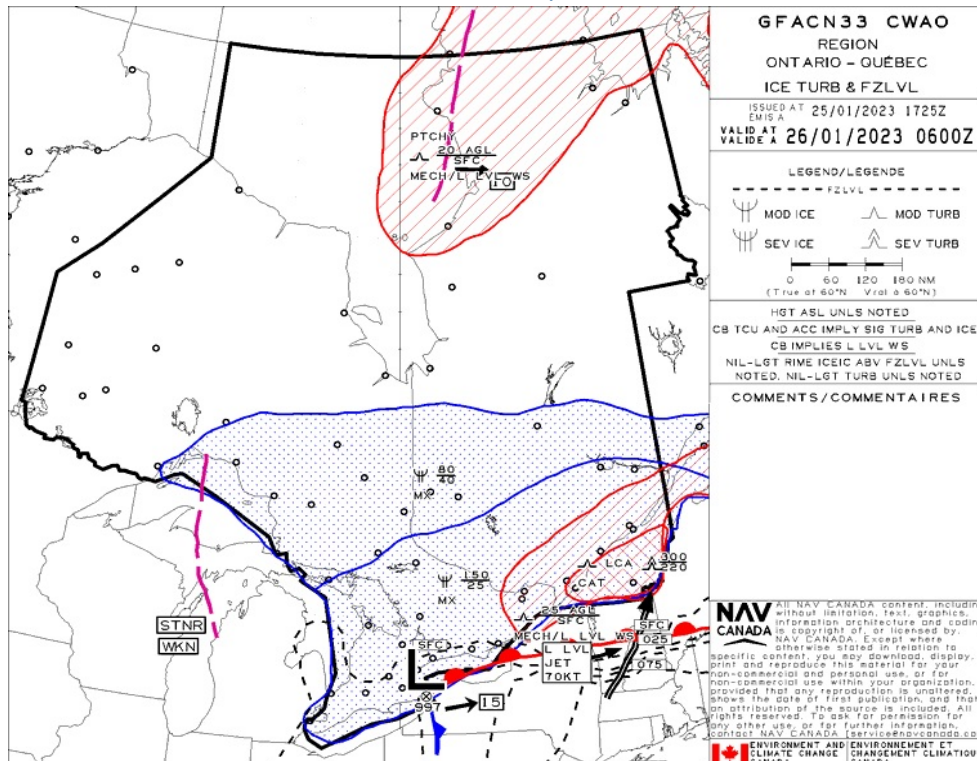 GFACN33 CWAO
REGION
ONTARIO - QUÉBEC
ICE TURB & FZLVL
ISSUED AT 25/01/2023 1725Z
ÉMIS A
VALID AT 26/01/2023 0600Z
VALIDE A
LEGEND/LÉGENDE
FZLVL
MOD ICE MOD TURB
SEV ICE SEV TURB
0 60 120 180 NM
(True at 60°N Vrai à 60°N)
HGT ASL UNLS NOTED
CB TCU AND ACC IMPLY SIG TURB AND ICE
CB IMPLIES L LVL WS
NIL-LGT RIME ICEIC ABV FZLVL UNLS
NOTED. NIL-LGT TURB UNLS NOTED
COMMENTS/COMMENTAIRES
PTCHY
20 AGL
SFC
MECH/L LVL WS
10
80
80
40
MX
150
25
MX
LCA
CAT
300
220
25 AGL
SFC
MECH/L LVL WS
L LVL
JET
70KT
SFC
025
075
SFC
STNR
WKN
L
997
15
NAV
CANADA
All NAV CANADA content, including
without limitation, text, graphics,
information architecture and coding
is copyright of, or licensed by,
NAV CANADA. Except where
otherwise stated in relation to
specific content, you may download, display,
print and reproduce this material for your
non-commercial and personal use, or for
non-commercial use within your organization,
provided that any reproduction is unaltered,
shows the date of first publication, and that
an attribution of the source is included. All
rights reserved. To ask for permission for
any other use, or for further information,
contact NAV CANADA [service@navcanada.ca
ENVIRONMENT AND ENVIRONNEMENT ET
CLIMATE CHANGE CHANGEMENT CLIMATIQU